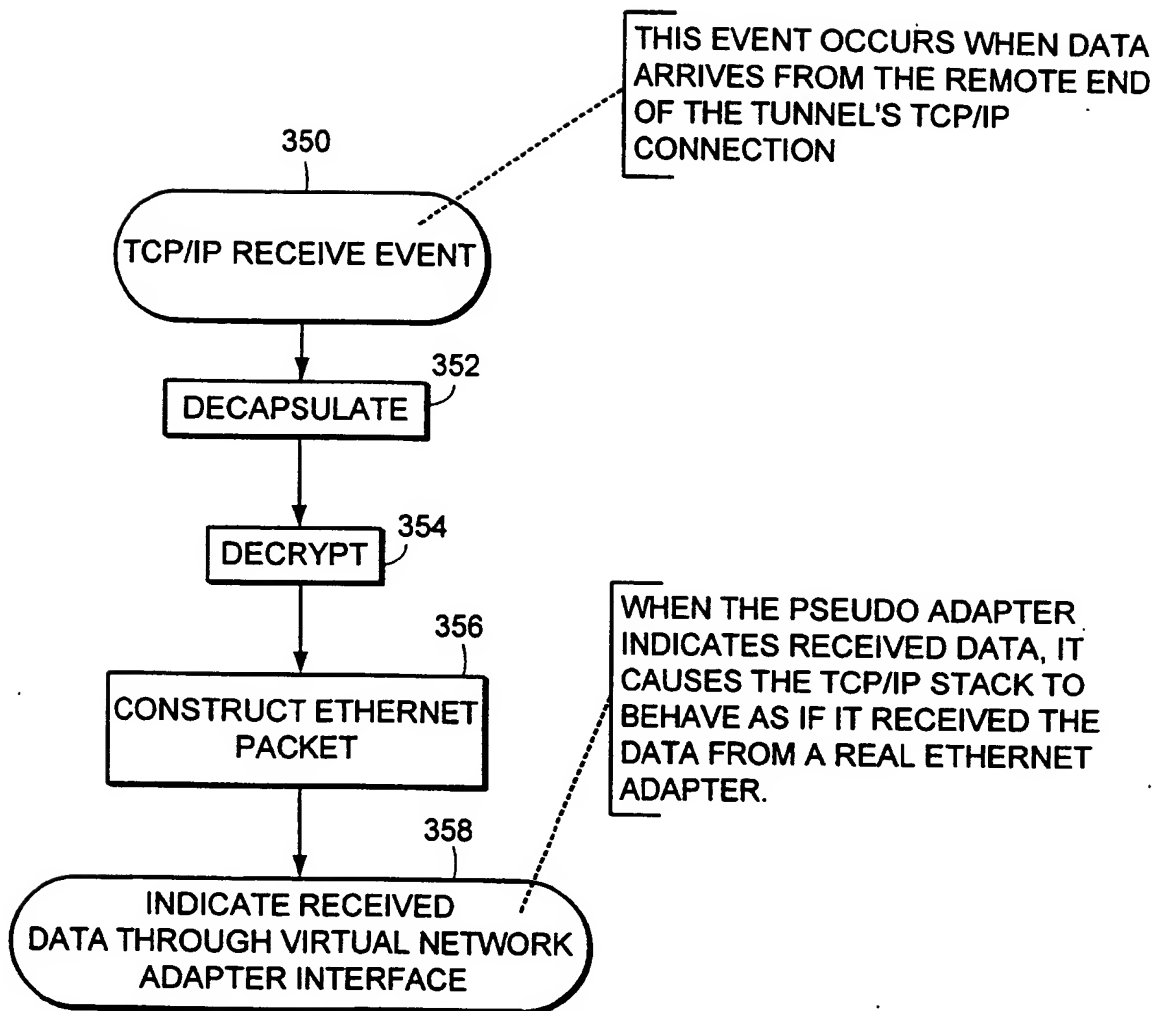 THIS EVENT OCCURS WHEN DATA
ARRIVES FROM THE REMOTE END
OF THE TUNNEL'S TCP/IP
CONNECTION
350
TCP/IP RECEIVE EVENT
352
DECAPSULATE
354
DECRYPT
356
CONSTRUCT ETHERNET
PACKET
WHEN THE PSEUDO ADAPTER
INDICATES RECEIVED DATA, IT
CAUSES THE TCP/IP STACK TO
BEHAVE AS IF IT RECEIVED THE
DATA FROM A REAL ETHERNET
ADAPTER.
358
INDICATE RECEIVED
DATA THROUGH VIRTUAL NETWORK
ADAPTER INTERFACE